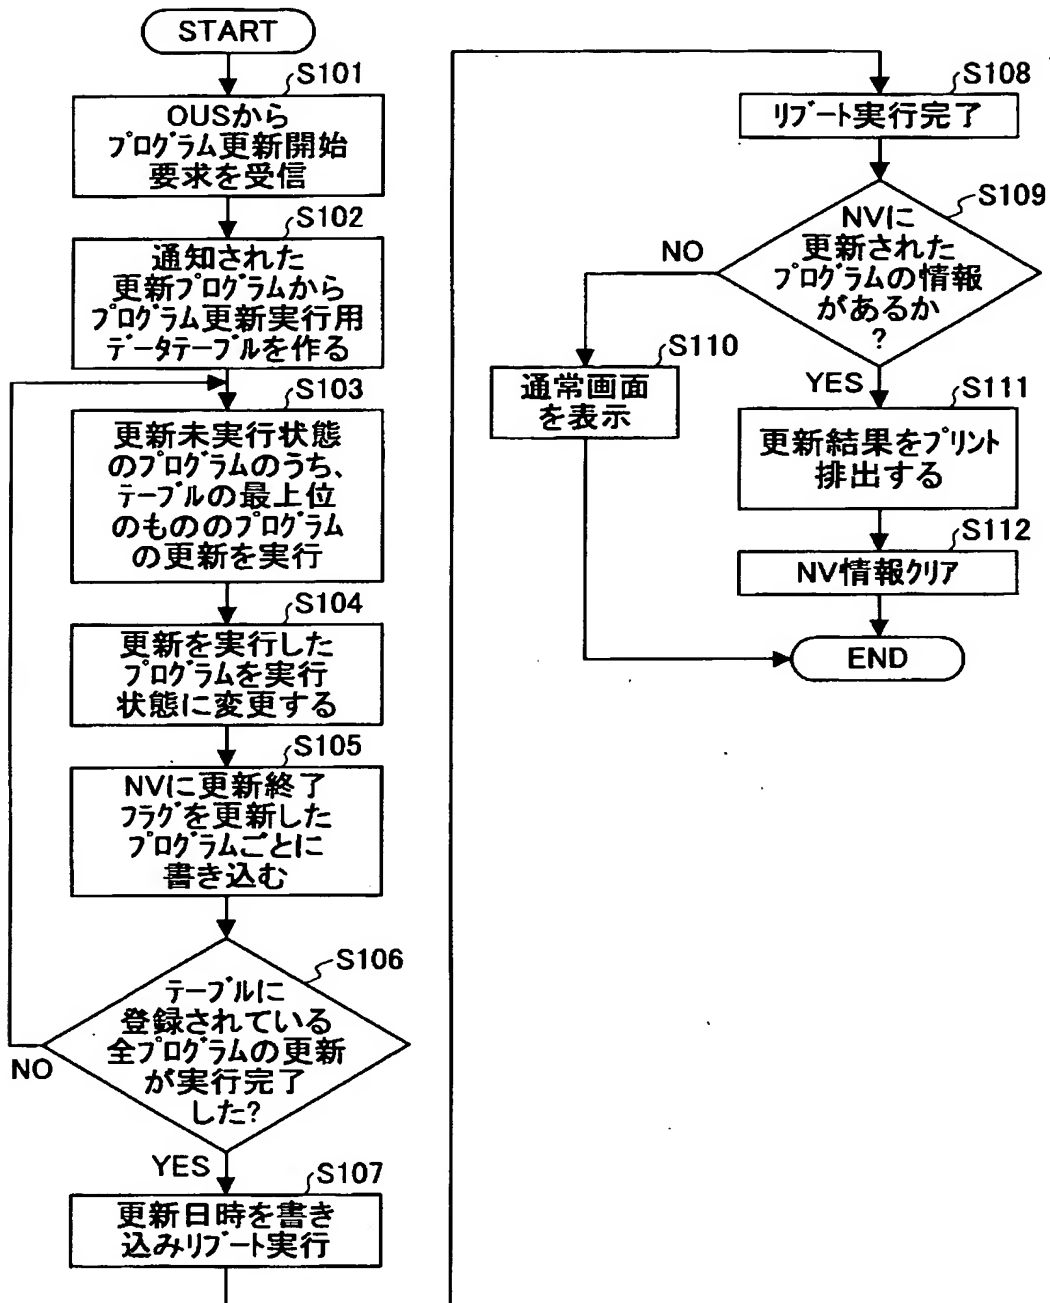 START
S101
OUSから
プログラム更新開始
要求を受信
S102
通知された
更新プログラムから
プログラム更新実行用
データテーブルを作る
S103
更新未実行状態
のプログラムのうち、
テーブルの最上位
のもののプログラム
の更新を実行
S104
更新を実行した
プログラムを実行
状態に変更する
S105
NVに更新終了
フラグを更新した
プログラムごとに
書き込む
S106
テーブルに
登録されている
全プログラムの更新
が実行完了
した?
NO
YES
S107
更新日時を書き
込みリブート実行
S108
リブート実行完了
S109
NVに
更新された
プログラムの情報
があるか
?
NO
YES
S110
通常画面
を表示
S111
更新結果をプリント
排出する
S112
NV情報クリア
END